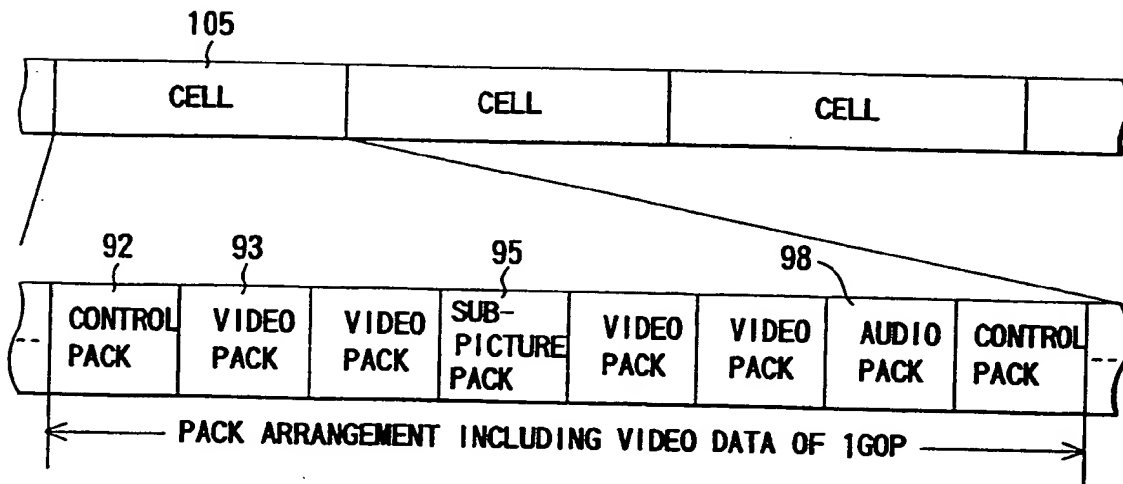 105
CELL CELL CELL
92 93 95 98
CONTROL PACK
VIDEO PACK
VIDEO PACK
SUB-PICTURE PACK
VIDEO PACK
VIDEO PACK
AUDIO PACK
CONTROL PACK
PACK ARRANGEMENT INCLUDING VIDEO DATA OF 1GOP